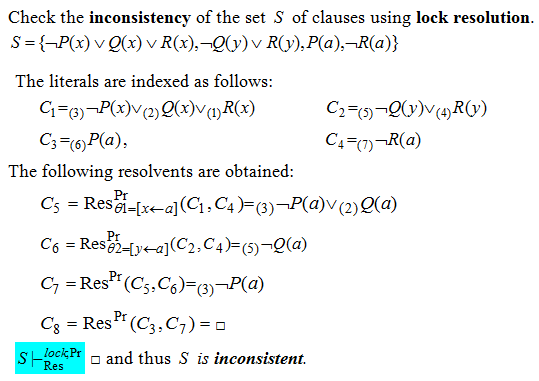 Check the inconsistency of the set S of clauses using lock resolution.
S = {¬P(x) ∨ Q(x) ∨ R(x),¬Q(y) ∨ R(y),P(a),¬R(a)}
The literals are indexed as follows:
C₁=₍₃₎¬P(x)∨₍₂₎Q(x)∨₍₁₎R(x) C₂=₍₅₎¬Q(y)∨₍₄₎R(y)
C₃=₍₆₎P(a), C₄=₍₇₎¬R(a)
The following resolvents are obtained:
C₅ = Res^Pr_θ1=[x←a](C₁,C₄)=₍₃₎¬P(a)∨₍₂₎Q(a)
C₆ = Res^Pr_θ2=[y←a](C₂,C₄)=₍₅₎¬Q(a)
C₇ = Res^Pr(C₅,C₆)=₍₃₎¬P(a)
C₈ = Res^Pr(C₃,C₇) = □
S ⊢^lock,Pr_Res □ and thus S is inconsistent.